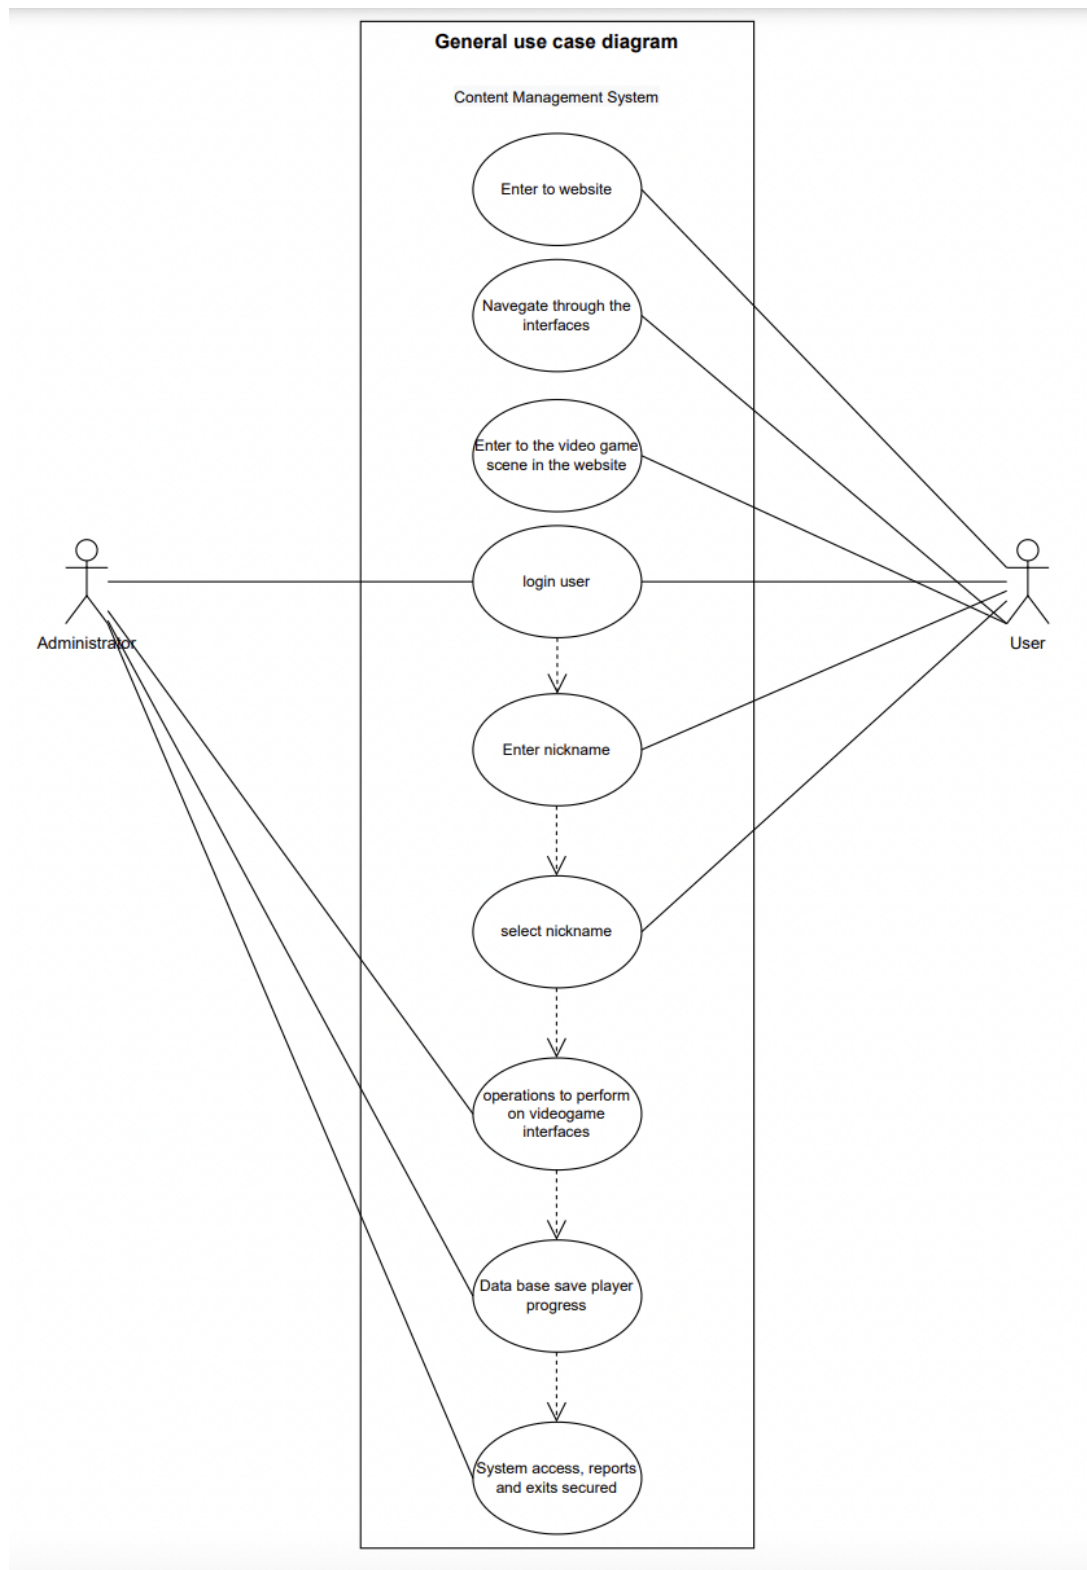 General use case diagram
Content Management System
Enter to website
Navegate through the
interfaces
Enter to the video game
scene in the website
login user
Administrator
User
Enter nickname
select nickname
operations to perform
on videogame
interfaces
Data base save player
progress
System access, reports
and exits secured